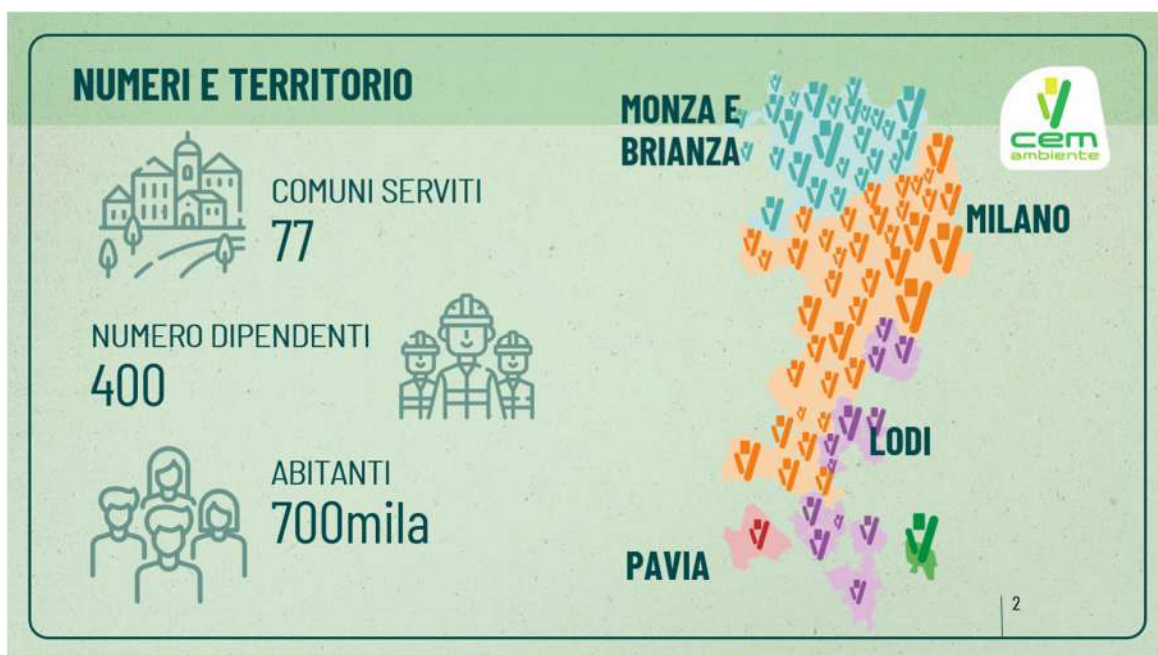 NUMERI E TERRITORIO
COMUNI SERVITI
77
NUMERO DIPENDENTI
400
ABITANTI
700mila
MONZA E
BRIANZA
cem
ambiente
MILANO
LODI
PAVIA
2